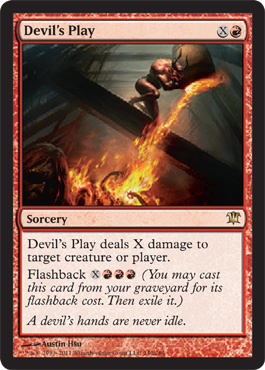 Devil's Play X R
Sorcery
Devil's Play deals X damage to
target creature or player.
Flashback X R R R (You may cast
this card from your graveyard for its
flashback cost. Then exile it.)
A devil's hands are never idle.
Austin Hsu